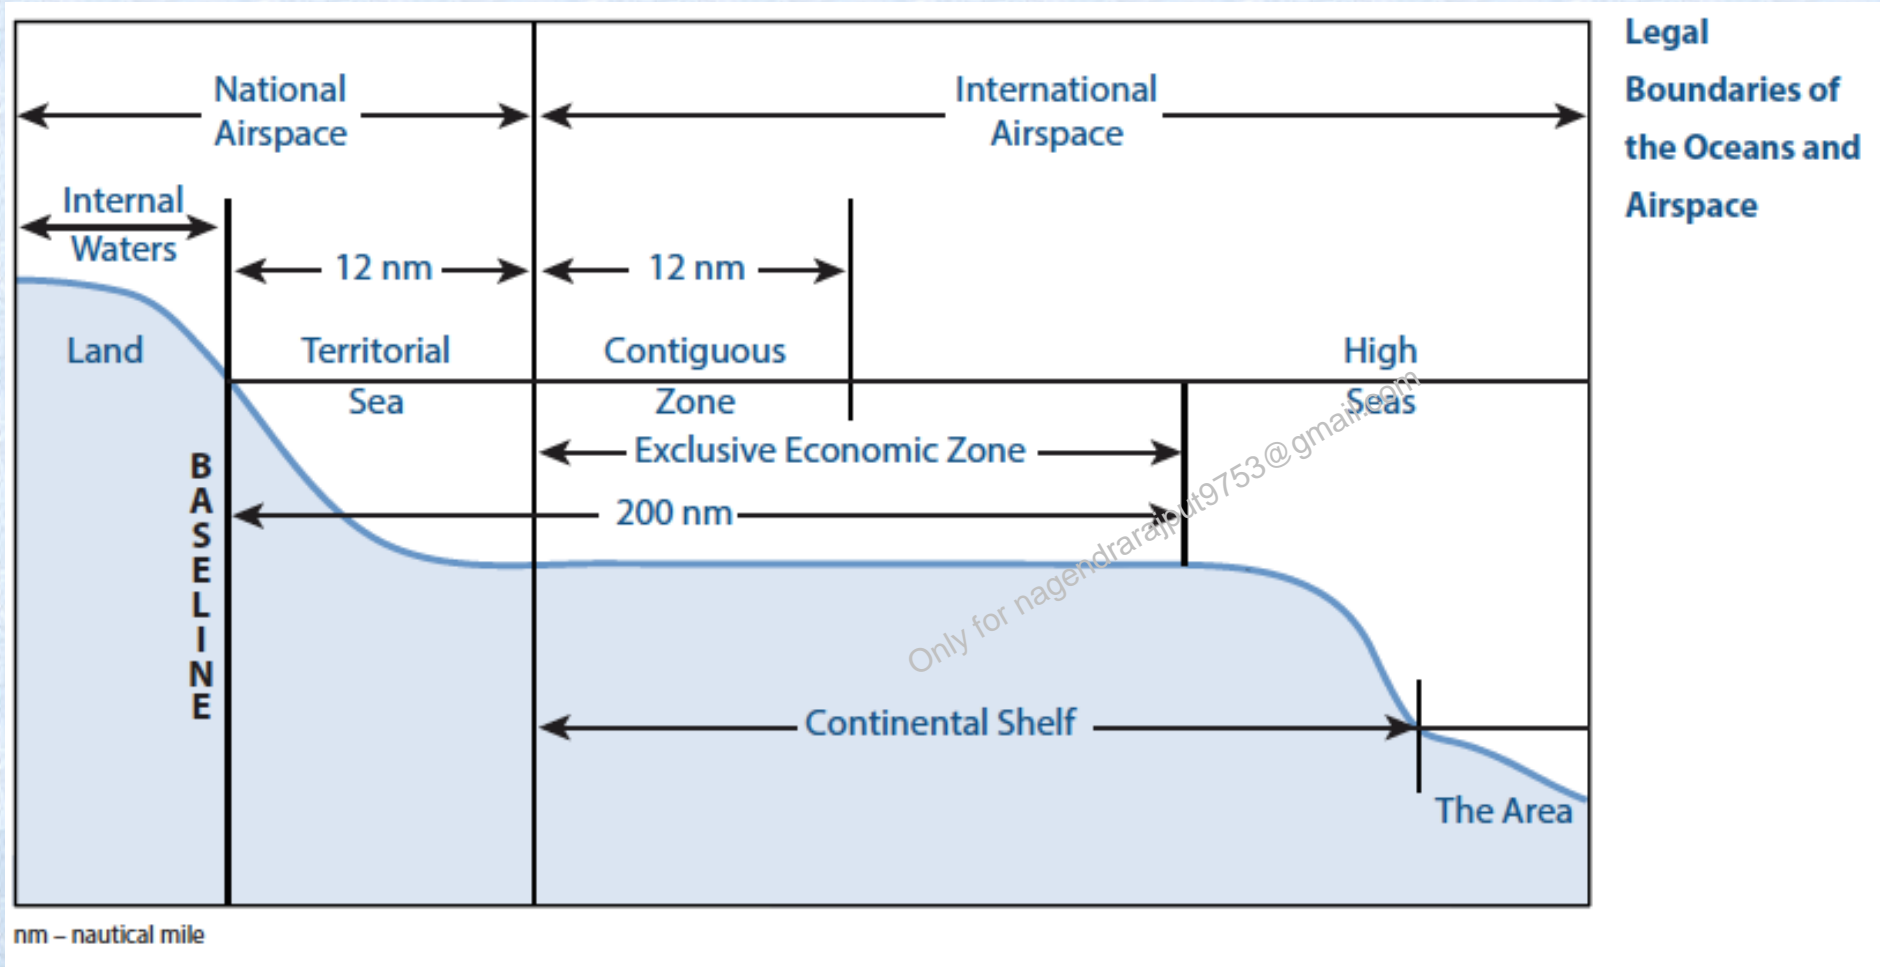 Legal
Boundaries of
the Oceans and
Airspace
National
Airspace
International
Airspace
Internal
Waters
12 nm
12 nm
Land
Territorial
Sea
Contiguous
Zone
High
Seas
Exclusive Economic Zone
200 nm
BASELINE
Only for nagendrarajput9753@gmail.com
Continental Shelf
The Area
nm – nautical mile